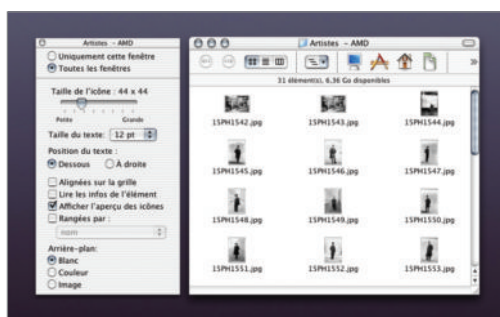 Artistes - AMD
Uniquement cette fenêtre
Toutes les fenêtres
Taille de l'icône : 44 x 44
Petite Grande
Taille du texte: 12 pt
Position du texte :
Dessous À droite
Alignées sur la grille
Lire les infos de l'élément
Afficher l'aperçu des icônes
Rangées par :
nom
Arrière-plan:
Blanc
Couleur
Image
Artistes - AMD
31 élément(s), 6,36 Go disponibles
15PH1542.jpg 15PH1543.jpg 15PH1544.jpg
15PH1545.jpg 15PH1546.jpg 15PH1547.jpg
15PH1548.jpg 15PH1549.jpg 15PH1550.jpg
15PH1551.jpg 15PH1552.jpg 15PH1553.jpg